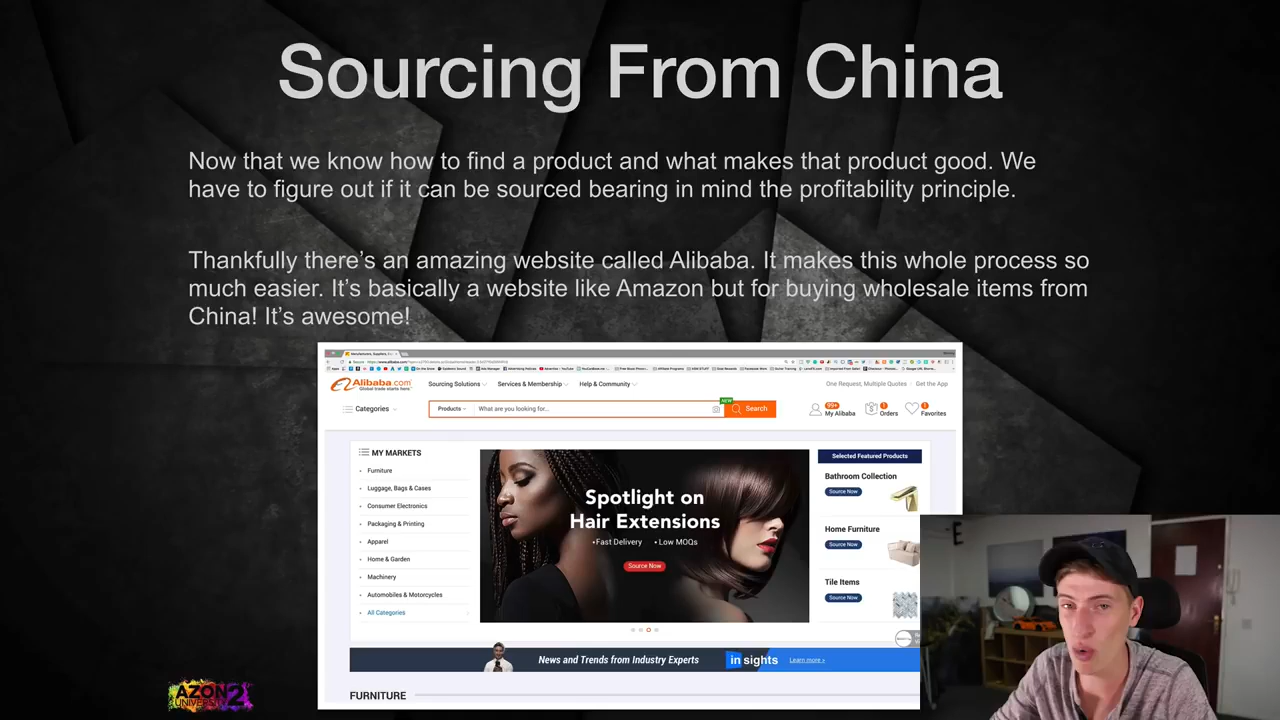 Sourcing From China
Now that we know how to find a product and what makes that product good. We
have to figure out if it can be sourced bearing in mind the profitability principle.
Thankfully there's an amazing website called Alibaba. It makes this whole process so
much easier. It's basically a website like Amazon but for buying wholesale items from
China! It's awesome!
Alibaba.com
Global trade starts here.
Sourcing Solutions
Services & Membership
Help & Community
One Request, Multiple Quotes
Get the App
Categories
Products
What are you looking for...
NEW
Search
99+
My Alibaba
1
Orders
1
Favorites
MY MARKETS
Furniture
Luggage, Bags & Cases
Consumer Electronics
Packaging & Printing
Apparel
Home & Garden
Machinery
Automobiles & Motorcycles
All Categories
Spotlight on
Hair Extensions
•Fast Delivery • Low MOQs
Source Now
Selected Featured Products
Bathroom Collection
Source Now
Home Furniture
Source Now
Tile Items
Source Now
News and Trends from Industry Experts
insights
Learn more »
FURNITURE
AZON
2